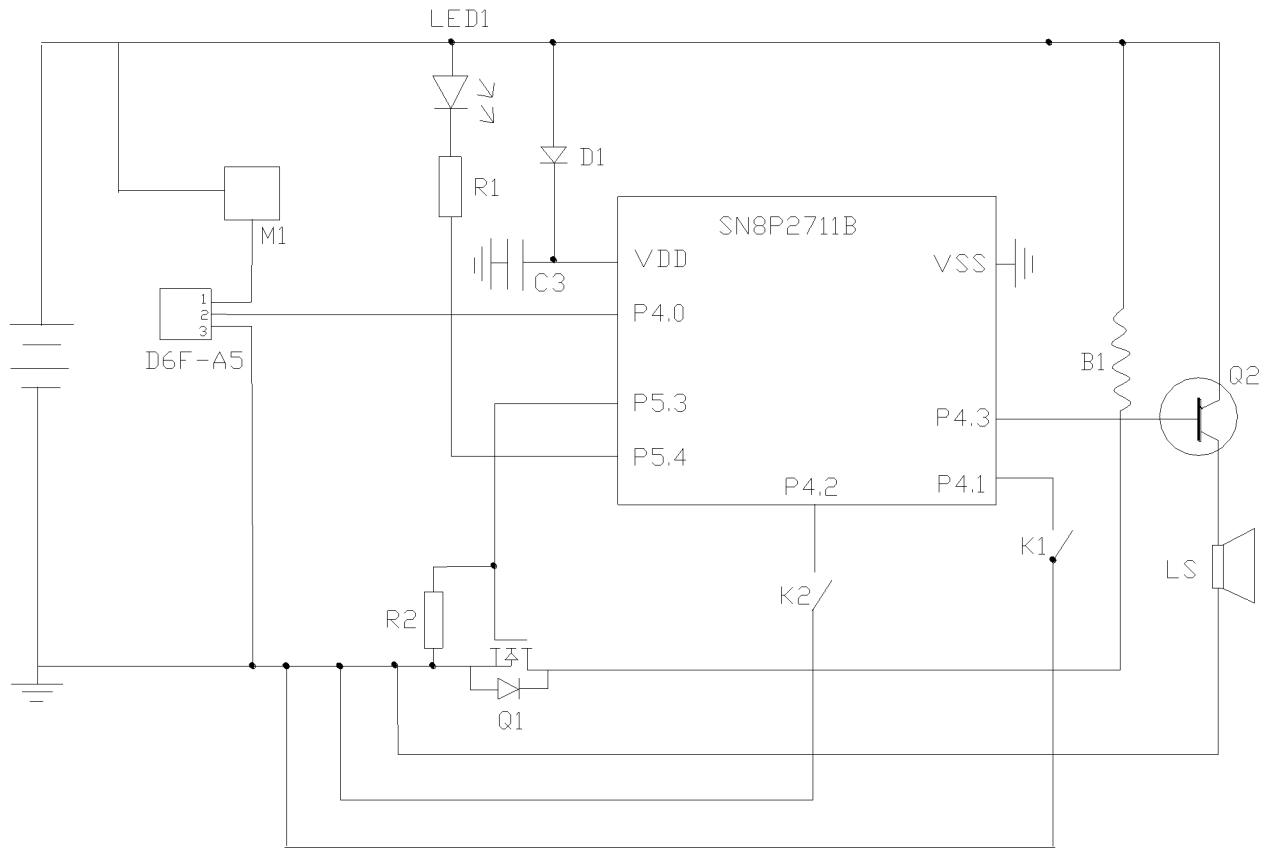 LED1
D1
R1
SN8P2711B
M1
VDD
VSS
C3
1
2
3
P4.0
D6F-A5
B1
Q2
P5.3
P4.3
P5.4
P4.2
P4.1
K1
LS
K2
R2
Q1